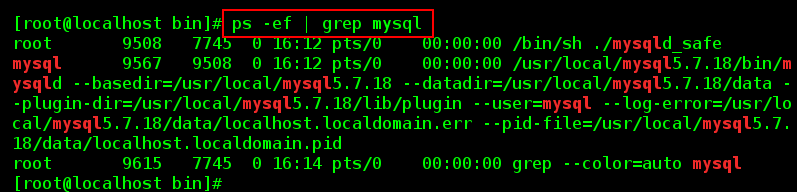 [root@localhost bin]# ps -ef | grep mysql
root 9508 7745 0 16:12 pts/0 00:00:00 /bin/sh ./mysqld_safe
mysql 9567 9508 0 16:12 pts/0 00:00:00 /usr/local/mysql5.7.18/bin/m
ysqld --basedir=/usr/local/mysql5.7.18 --datadir=/usr/local/mysql5.7.18/data -
-plugin-dir=/usr/local/mysql5.7.18/lib/plugin --user=mysql --log-error=/usr/lo
cal/mysql5.7.18/data/localhost.localdomain.err --pid-file=/usr/local/mysql5.7.
18/data/localhost.localdomain.pid
root 9615 7745 0 16:14 pts/0 00:00:00 grep --color=auto mysql
[root@localhost bin]#